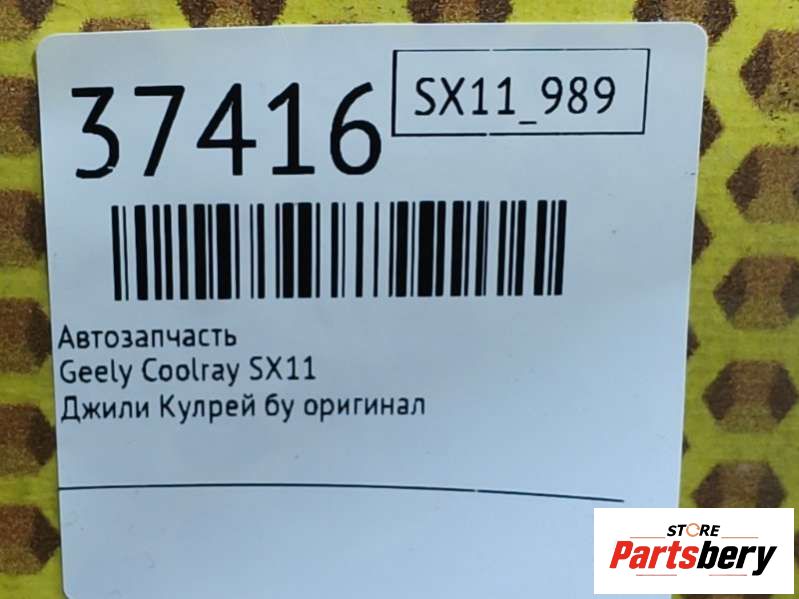 37416
SX11_989
Автозапчасть
Geely Coolray SX11
Джили Кулрей бу оригинал
STORE
Partsbery